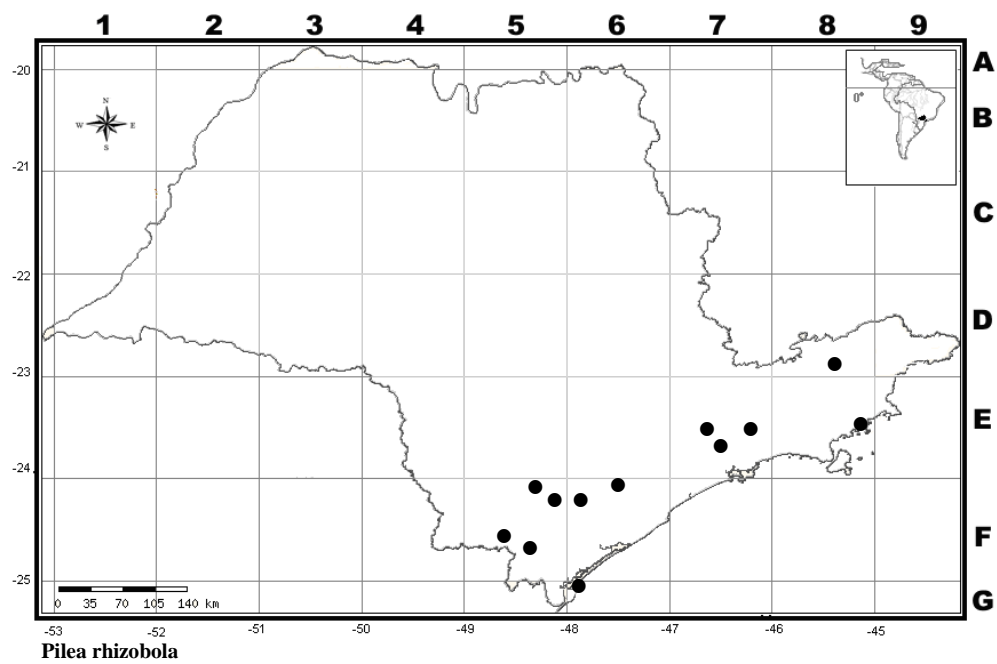 1 2 3 4 5 6 7 8 9
A
-20
N
W E
S
0°
B
-21
C
-22
D
-23
E
-24
F
-25
0 35 70 105 140 km
G
-53 -52 -51 -50 -49 -48 -47 -46 -45
Pilea rhizobola